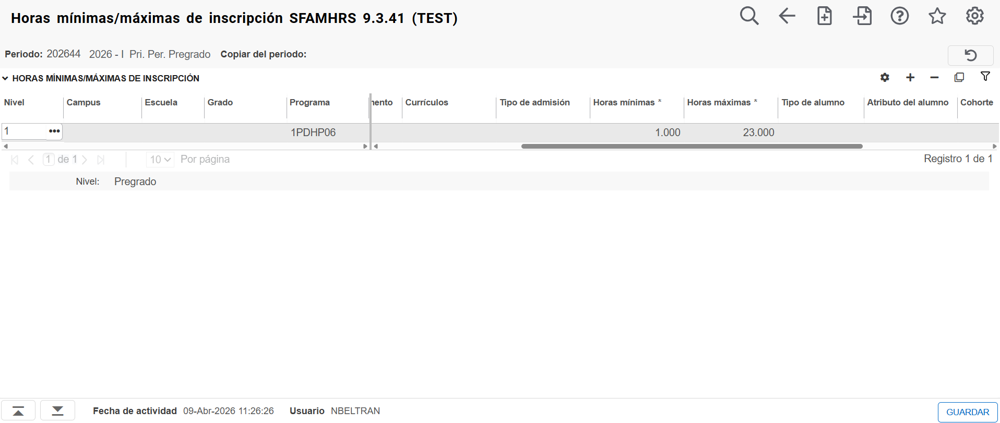 Horas mínimas/máximas de inscripción SFAMHRS 9.3.41 (TEST)
Periodo: 202644 2026 - I Pri. Per. Pregrado Copiar del periodo:
HORAS MÍNIMAS/MÁXIMAS DE INSCRIPCIÓN
Nivel Campus Escuela Grado Programa nento Currículos Tipo de admisión Horas mínimas * Horas máximas * Tipo de alumno Atributo del alumno Cohorte
1 ••• 1PDHP06 1.000 23.000
1 de 1 10 Por página Registro 1 de 1
Nivel: Pregrado
Fecha de actividad 09-Abr-2026 11:26:26 Usuario NBELTRAN GUARDAR